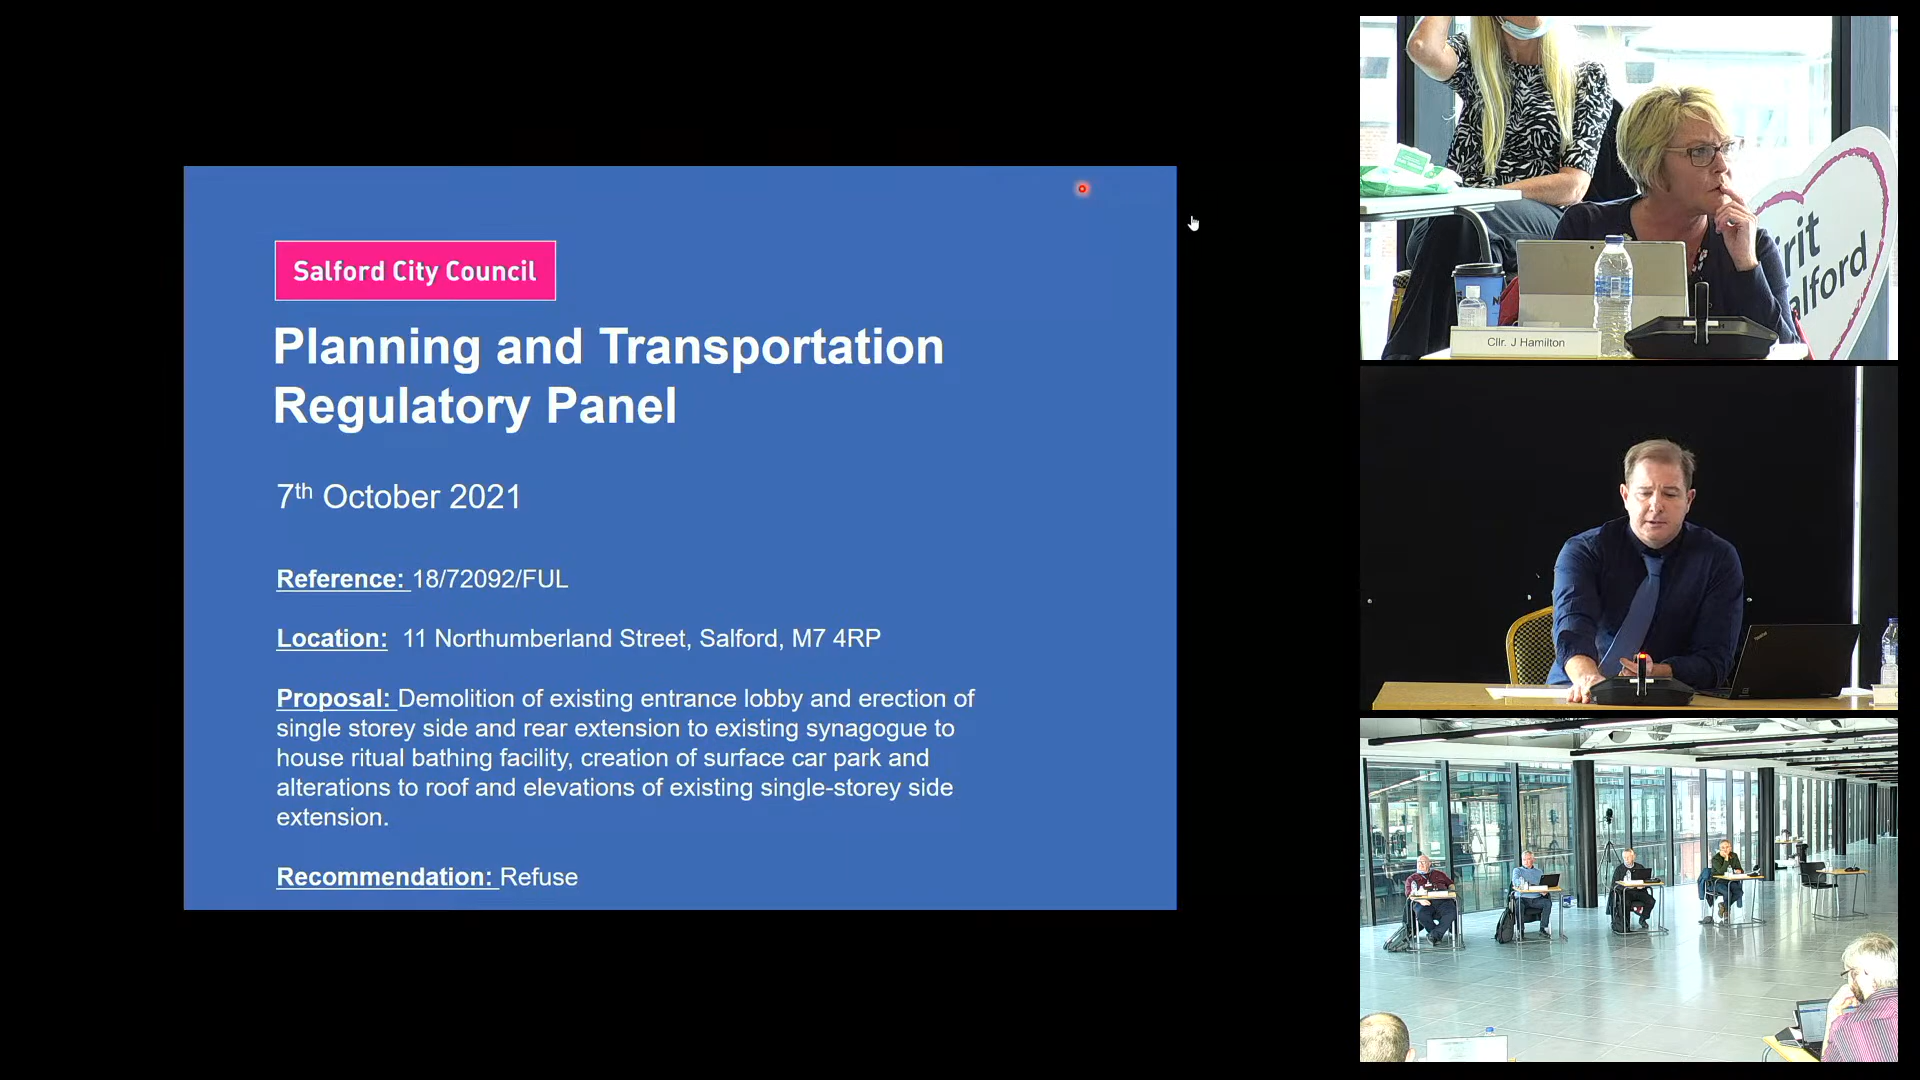 Salford City Council
Planning and Transportation
Regulatory Panel
7th October 2021
Reference: 18/72092/FUL
Location: 11 Northumberland Street, Salford, M7 4RP
Proposal: Demolition of existing entrance lobby and erection of
single storey side and rear extension to existing synagogue to
house ritual bathing facility, creation of surface car park and
alterations to roof and elevations of existing single-storey side
extension.
Recommendation: Refuse
Cllr. J Hamilton
irit
alford